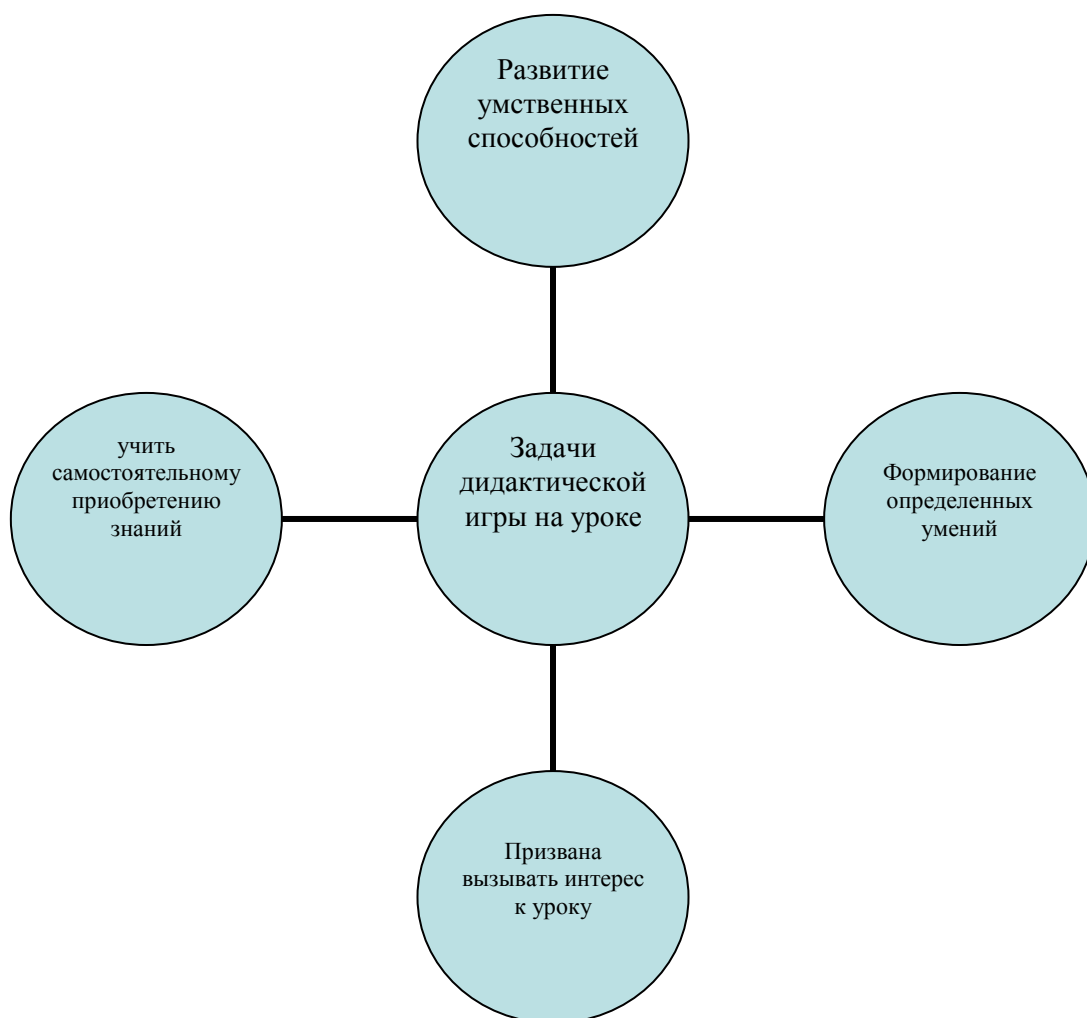 Развитие
умственных
способностей
учить
самостоятельному
приобретению
знаний
Задачи
дидактической
игры на уроке
Формирование
определенных
умений
Призвана
вызывать интерес
к уроку